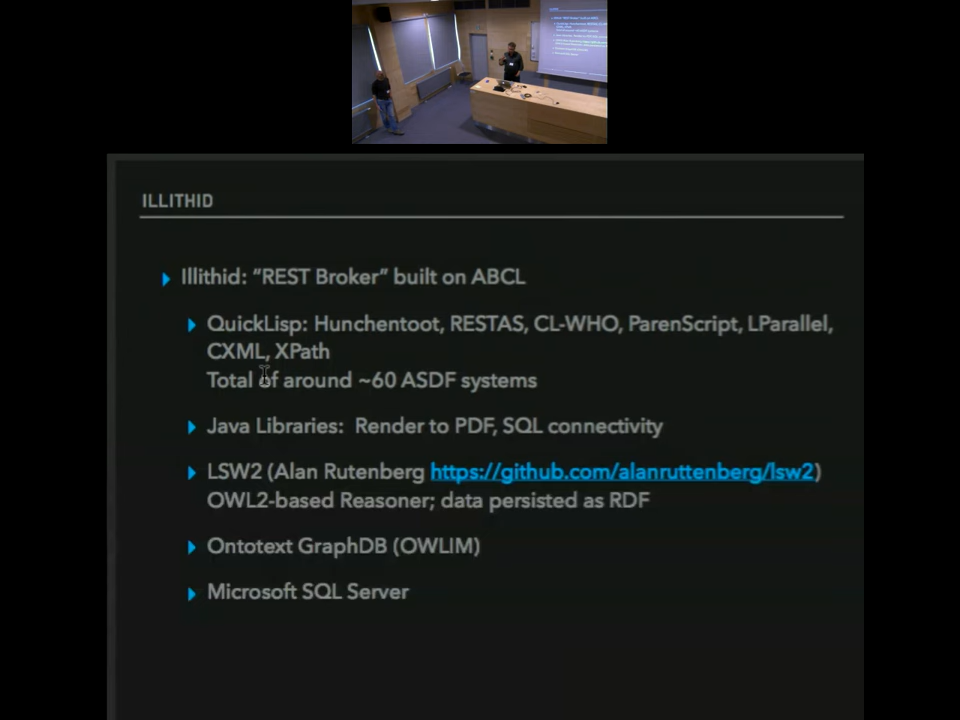 ILLITHID
Illithid: “REST Broker” built on ABCL
QuickLisp: Hunchentoot, RESTAS, CL-WHO, ParenScript, LParallel,
CXML, XPath
Total of around ~60 ASDF systems
Java Libraries:  Render to PDF, SQL connectivity
LSW2 (Alan Rutenberg https://github.com/alanruttenberg/lsw2)
OWL2-based Reasoner; data persisted as RDF
Ontotext GraphDB (OWLIM)
Microsoft SQL Server